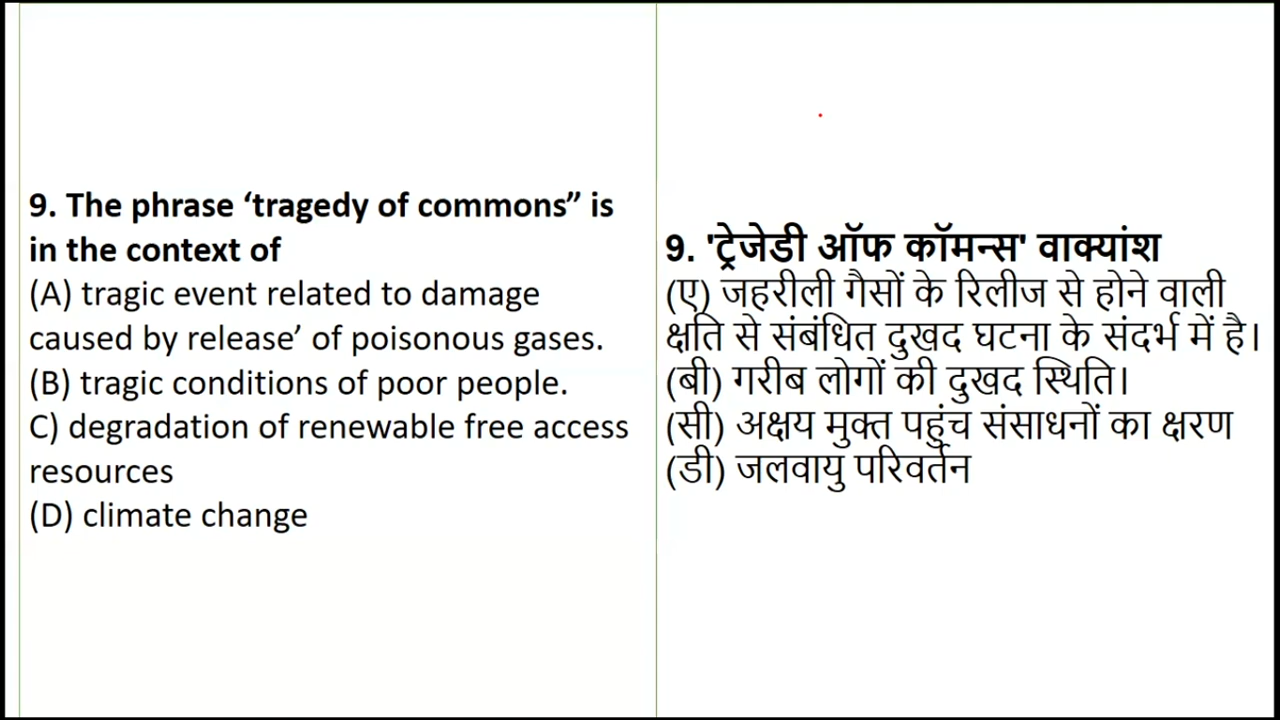 9. The phrase ‘tragedy of commons” is
in the context of
(A) tragic event related to damage
caused by release’ of poisonous gases.
(B) tragic conditions of poor people.
C) degradation of renewable free access
resources
(D) climate change
9. 'ट्रेजेडी ऑफ कॉमन्स' वाक्यांश
(ए) जहरीली गैसों के रिलीज से होने वाली
क्षति से संबंधित दुखद घटना के संदर्भ में है।
(बी) गरीब लोगों की दुखद स्थिति।
(सी) अक्षय मुक्त पहुंच संसाधनों का क्षरण
(डी) जलवायु परिवर्तन